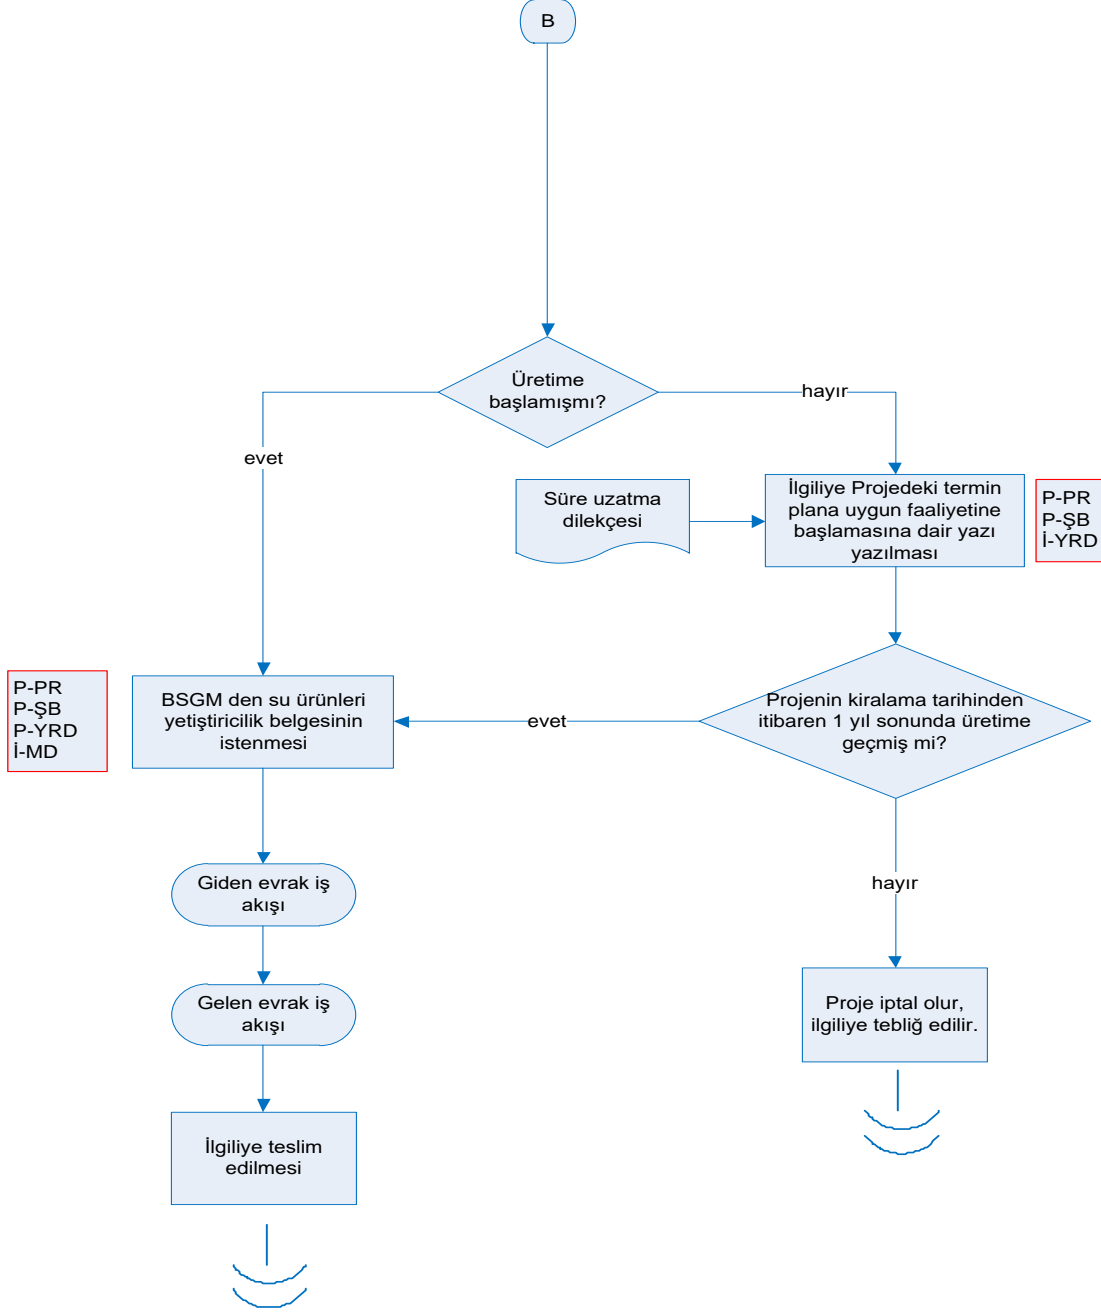 B
Üretime
başlamışmı?
hayır
evet
Süre uzatma
dilekçesi
İlgiliye Projedeki termin
plana uygun faaliyetine
başlamasına dair yazı
yazılması
P-PR
P-ŞB
İ-YRD
P-PR
P-ŞB
P-YRD
İ-MD
BSGM den su ürünleri
yetiştiricilik belgesinin
istenmesi
evet
Projenin kiralama tarihinden
itibaren 1 yıl sonunda üretime
geçmiş mi?
Giden evrak iş
akışı
hayır
Gelen evrak iş
akışı
Proje iptal olur,
ilgiliye tebliğ edilir.
İlgiliye teslim
edilmesi